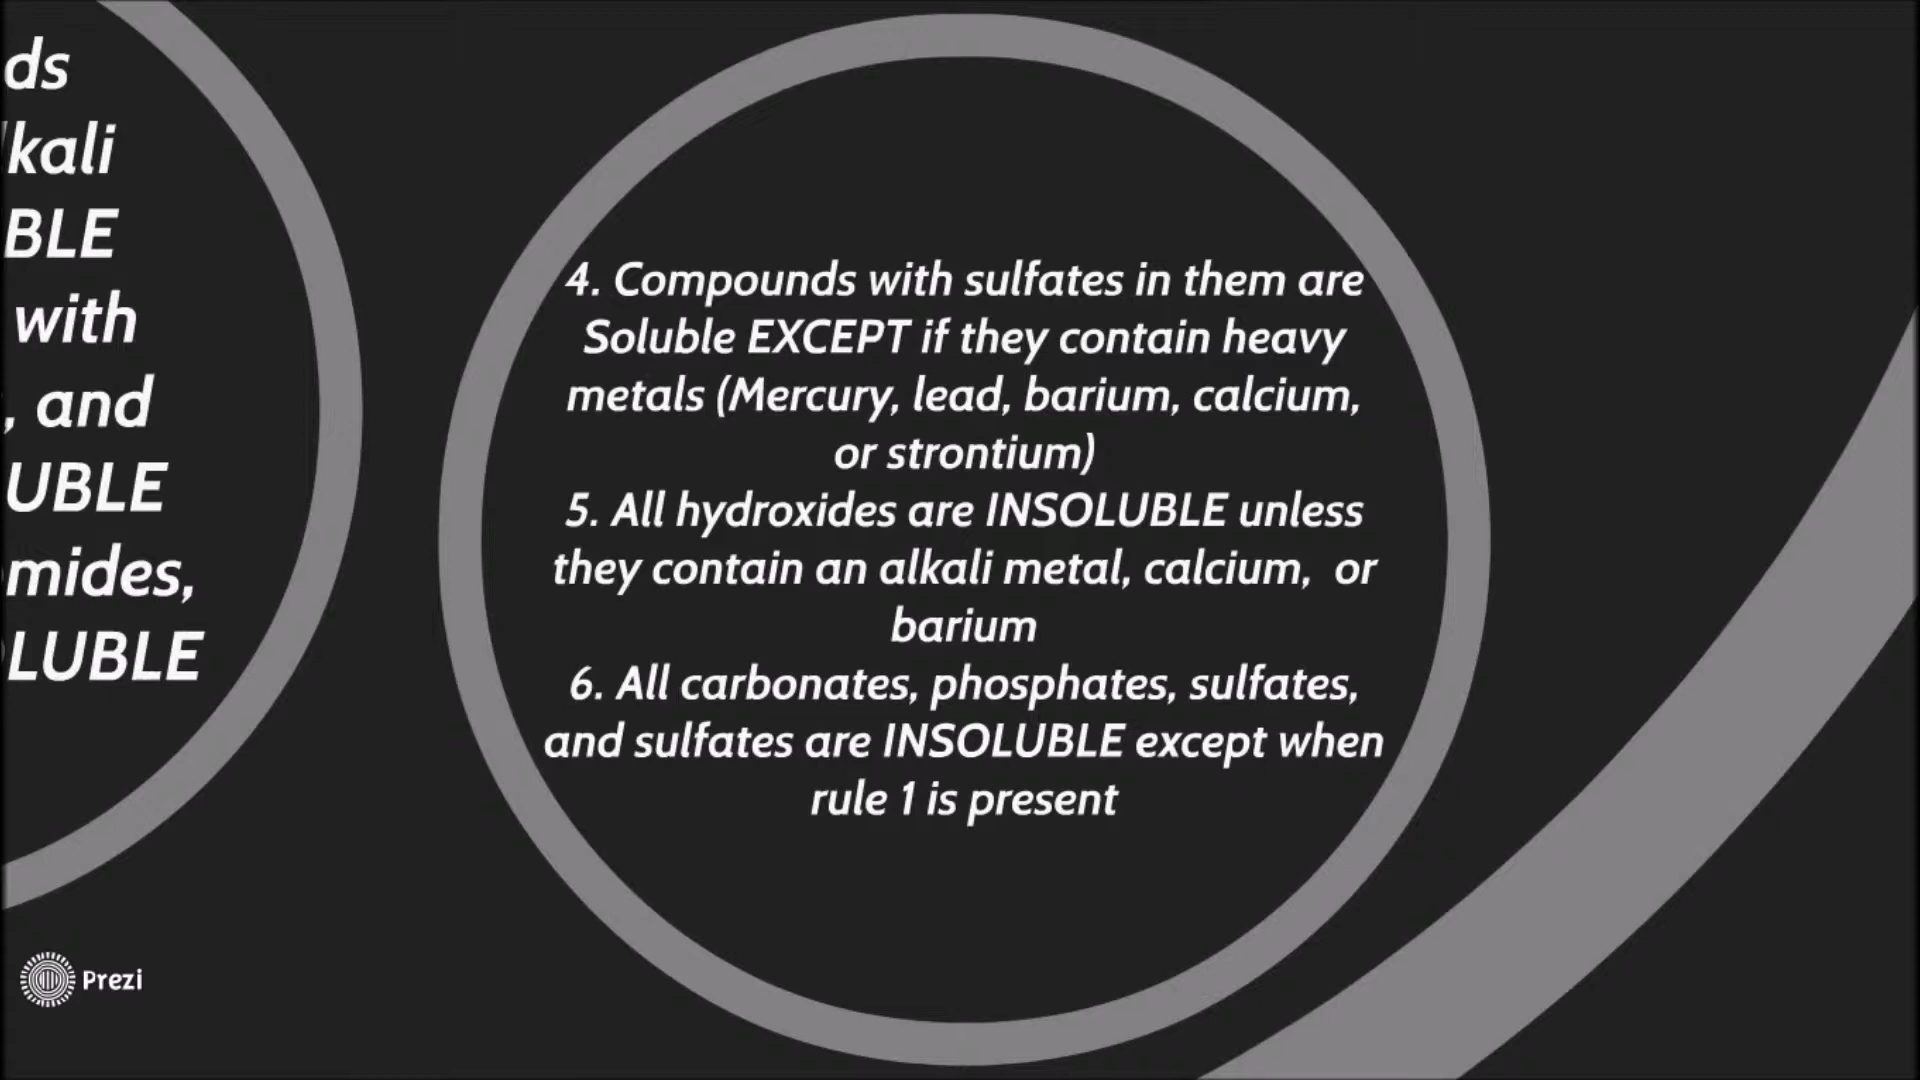 ds
lkali
BLE
with
, and
UBLE
mides,
LUBLE
4. Compounds with sulfates in them are
Soluble EXCEPT if they contain heavy
metals (Mercury, lead, barium, calcium,
or strontium)
5. All hydroxides are INSOLUBLE unless
they contain an alkali metal, calcium,  or
barium
6. All carbonates, phosphates, sulfates,
and sulfates are INSOLUBLE except when
rule 1 is present
Prezi